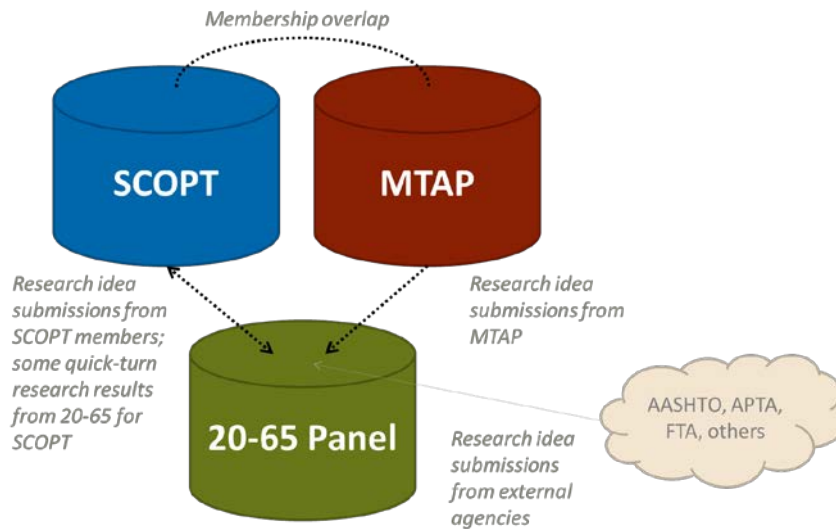 Membership overlap
SCOPT
MTAP
Research idea
submissions from
SCOPT members;
some quick-turn
research results
from 20-65 for
SCOPT
Research idea
submissions from
MTAP
20-65 Panel
AASHTO, APTA,
FTA, others
Research idea
submissions
from external
agencies